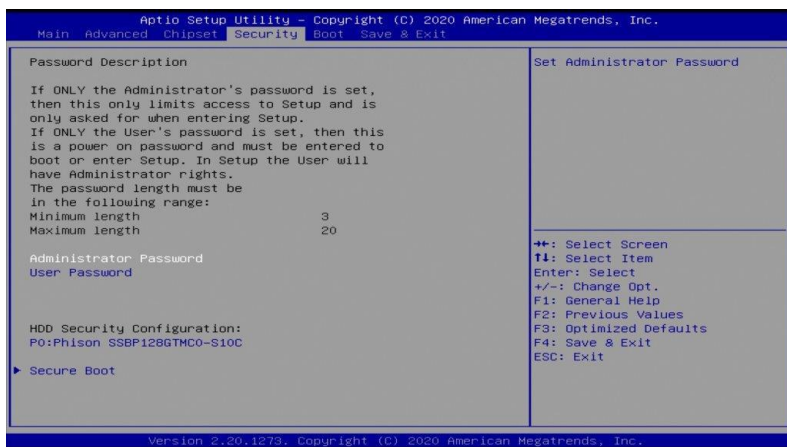 Aptio Setup Utility – Copyright (C) 2020 American Megatrends, Inc.
Main Advanced Chipset Security Boot Save & Exit
Password Description
If ONLY the Administrator's password is set,
then this only limits access to Setup and is
only asked for when entering Setup.
If ONLY the User's password is set, then this
is a power on password and must be entered to
boot or enter Setup. In Setup the User will
have Administrator rights.
The password length must be
in the following range:
Minimum length 3
Maximum length 20
Administrator Password
User Password
HDD Security Configuration:
P0:Phison SSBP128GTMC0-S10C
Secure Boot
Set Administrator Password
→←: Select Screen
↑↓: Select Item
Enter: Select
+/-: Change Opt.
F1: General Help
F2: Previous Values
F3: Optimized Defaults
F4: Save & Exit
ESC: Exit
Version 2.20.1273. Copyright (C) 2020 American Megatrends, Inc.